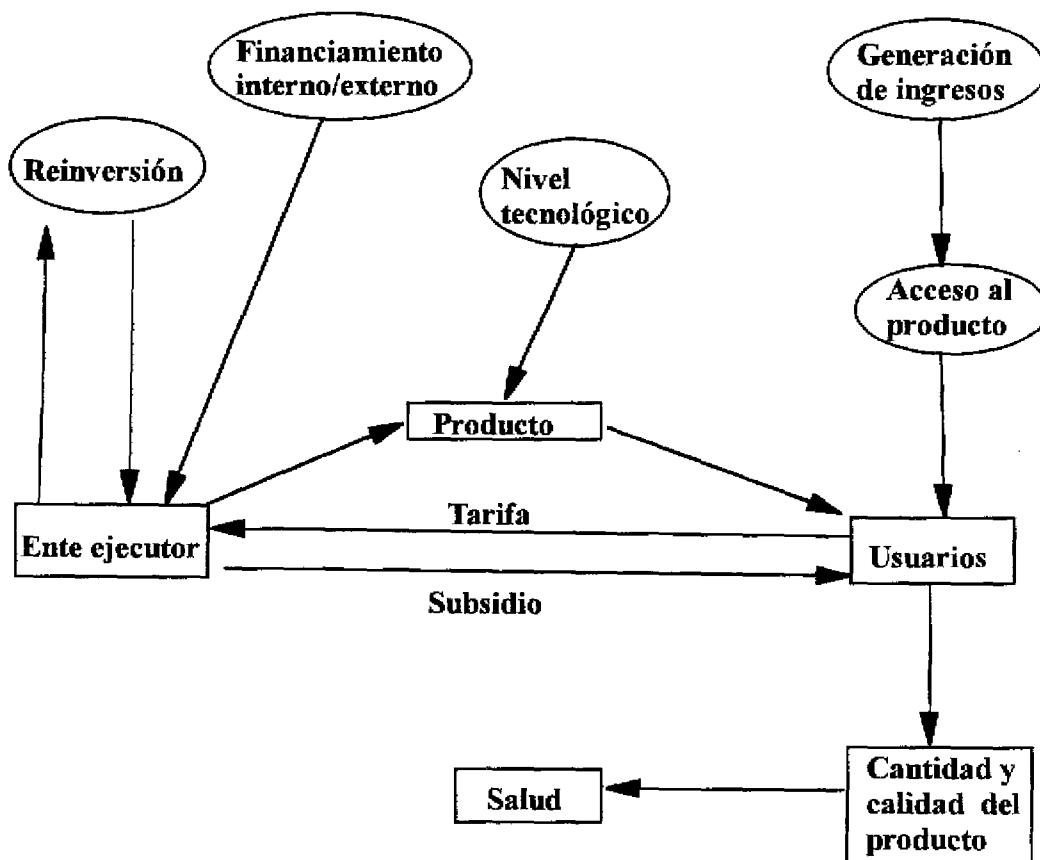 Financiamiento
interno/externo
Generación
de ingresos
Reinversión
Nivel
tecnológico
Acceso al
producto
Producto
Tarifa
Ente ejecutor
Usuarios
Subsidio
Salud
Cantidad y
calidad del
producto